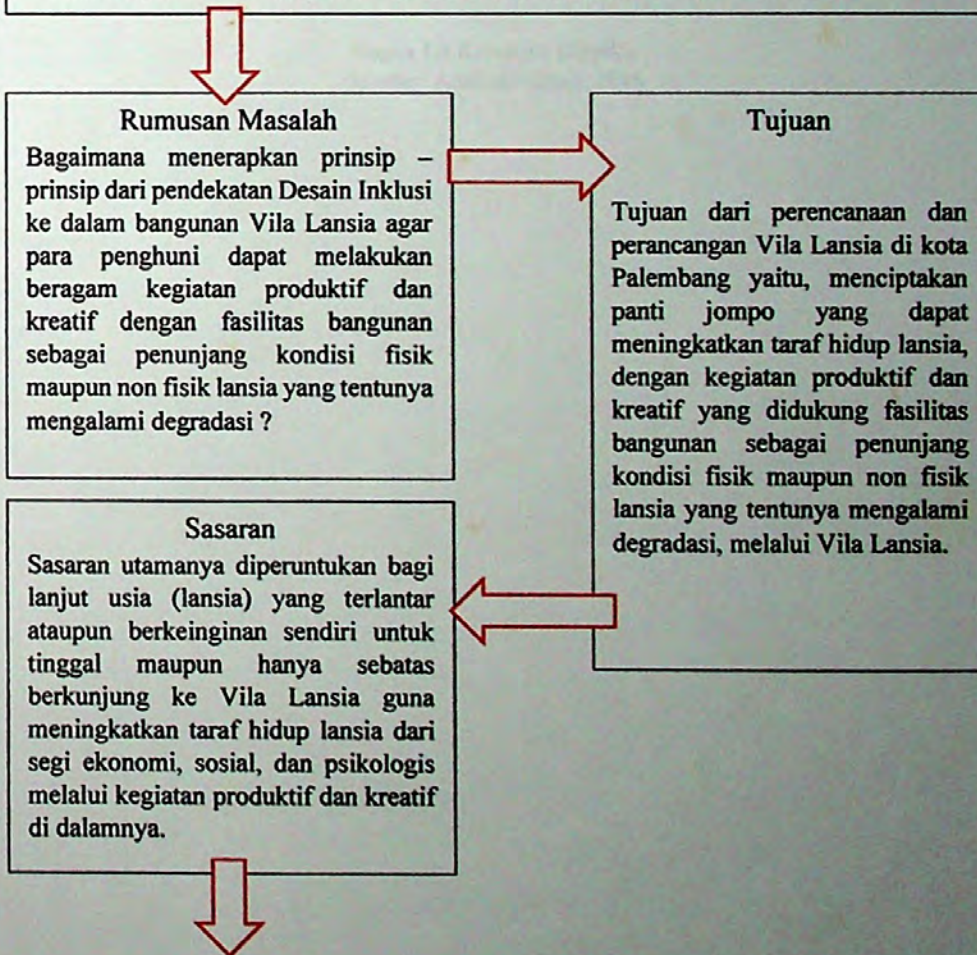 Rumusan Masalah
Bagaimana menerapkan prinsip –
prinsip dari pendekatan Desain Inklusi
ke dalam bangunan Vila Lansia agar
para penghuni dapat melakukan
beragam kegiatan produktif dan
kreatif dengan fasilitas bangunan
sebagai penunjang kondisi fisik
maupun non fisik lansia yang tentunya
mengalami degradasi ?
Tujuan
Tujuan dari perencanaan dan
perancangan Vila Lansia di kota
Palembang yaitu, menciptakan
panti jompo yang dapat
meningkatkan taraf hidup lansia,
dengan kegiatan produktif dan
kreatif yang didukung fasilitas
bangunan sebagai penunjang
kondisi fisik maupun non fisik
lansia yang tentunya mengalami
degradasi, melalui Vila Lansia.
Sasaran
Sasaran utamanya diperuntukan bagi
lanjut usia (lansia) yang terlantar
ataupun berkeinginan sendiri untuk
tinggal maupun hanya sebatas
berkunjung ke Vila Lansia guna
meningkatkan taraf hidup lansia dari
segi ekonomi, sosial, dan psikologis
melalui kegiatan produktif dan kreatif
di dalamnya.